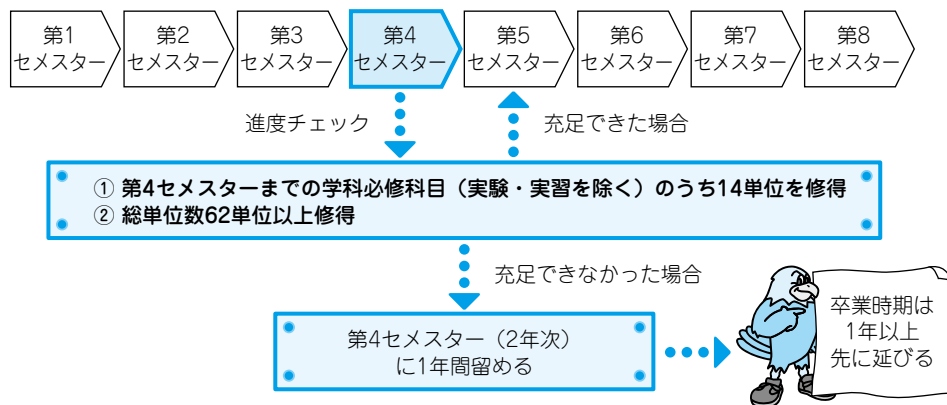 第1
セメスター
第2
セメスター
第3
セメスター
第4
セメスター
第5
セメスター
第6
セメスター
第7
セメスター
第8
セメスター
進度チェック
充足できた場合
① 第4セメスターまでの学科必修科目（実験・実習を除く）のうち14単位を修得
② 総単位数62単位以上修得
充足できなかった場合
第4セメスター（2年次）
に1年間留める
卒業時期は
1年以上
先に延びる